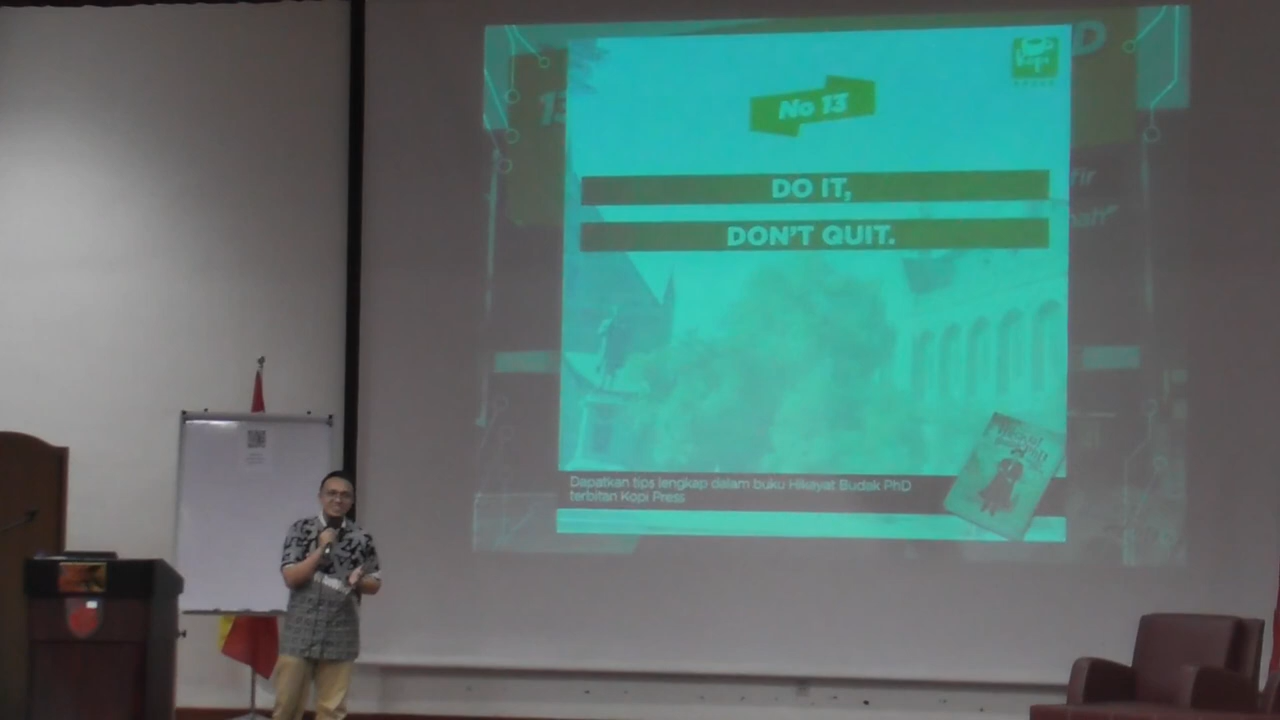 No 13
DO IT,
DON'T QUIT.
Dapatkan tips lengkap dalam buku Hikayat Budak PhD
terbitan Kopi Press